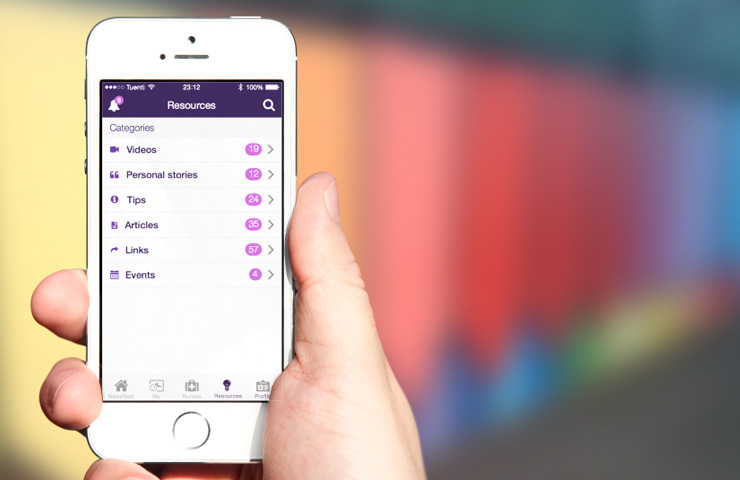 Tuenti 23:12 100%
9
Resources
Categories
Videos 19
Personal stories 12
Tips 24
Articles 35
Links 57
Events 4
Newsfeed My Nurses Resources Profile